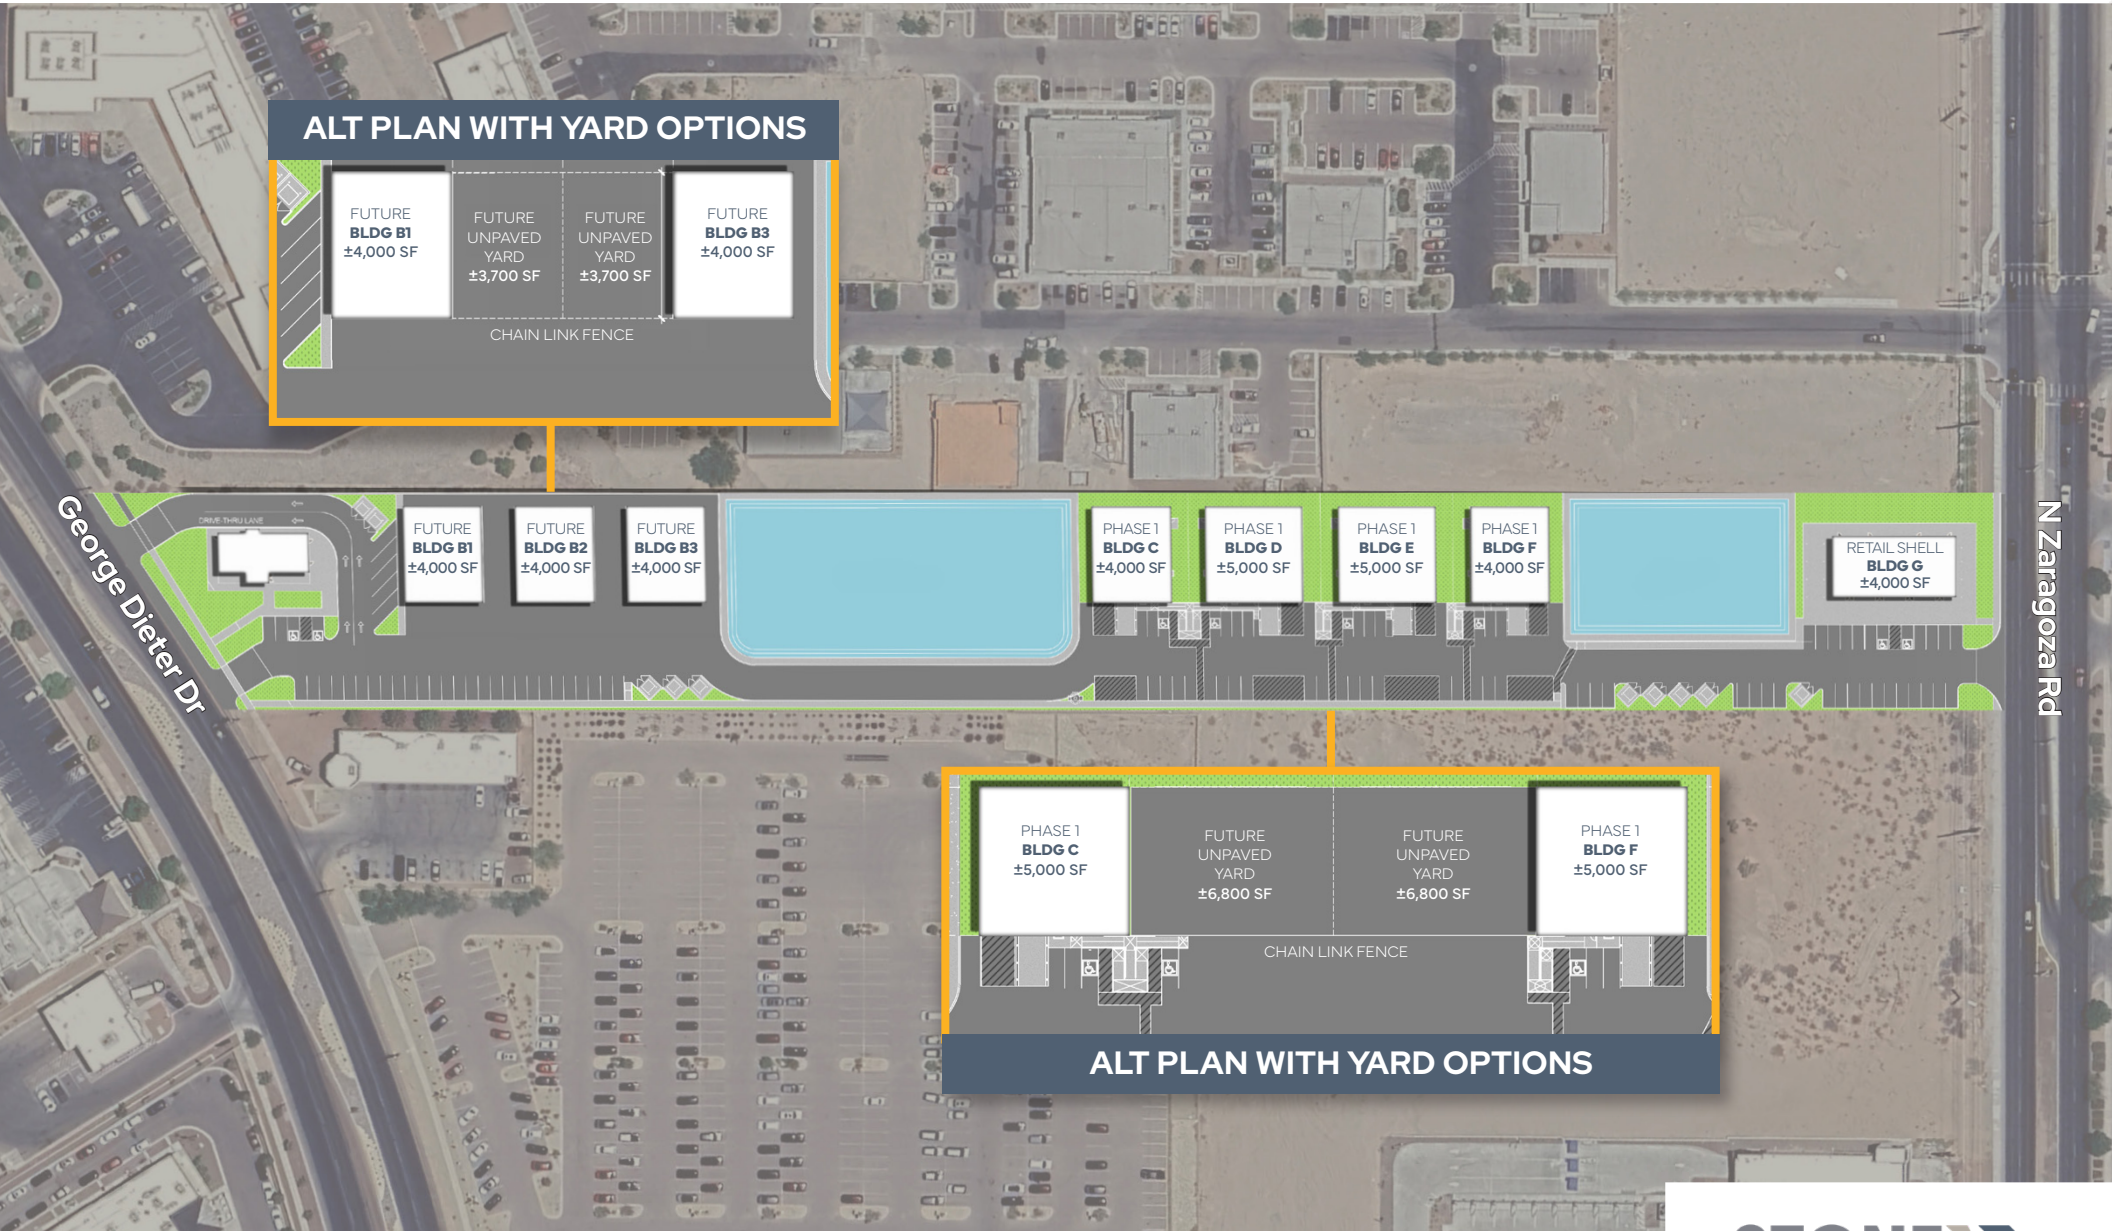 ALT PLAN WITH YARD OPTIONS
FUTURE
BLDG B1
±4,000 SF
FUTURE
UNPAVED
YARD
±3,700 SF
FUTURE
UNPAVED
YARD
±3,700 SF
FUTURE
BLDG B3
±4,000 SF
CHAIN LINK FENCE
George Dieter Dr
DRIVE-THRU LANE
FUTURE
BLDG B1
±4,000 SF
FUTURE
BLDG B2
±4,000 SF
FUTURE
BLDG B3
±4,000 SF
PHASE 1
BLDG C
±4,000 SF
PHASE 1
BLDG D
±5,000 SF
PHASE 1
BLDG E
±5,000 SF
PHASE 1
BLDG F
±4,000 SF
RETAIL SHELL
BLDG G
±4,000 SF
N Zaragoza Rd
PHASE 1
BLDG C
±5,000 SF
FUTURE
UNPAVED
YARD
±6,800 SF
FUTURE
UNPAVED
YARD
±6,800 SF
PHASE 1
BLDG F
±5,000 SF
CHAIN LINK FENCE
ALT PLAN WITH YARD OPTIONS